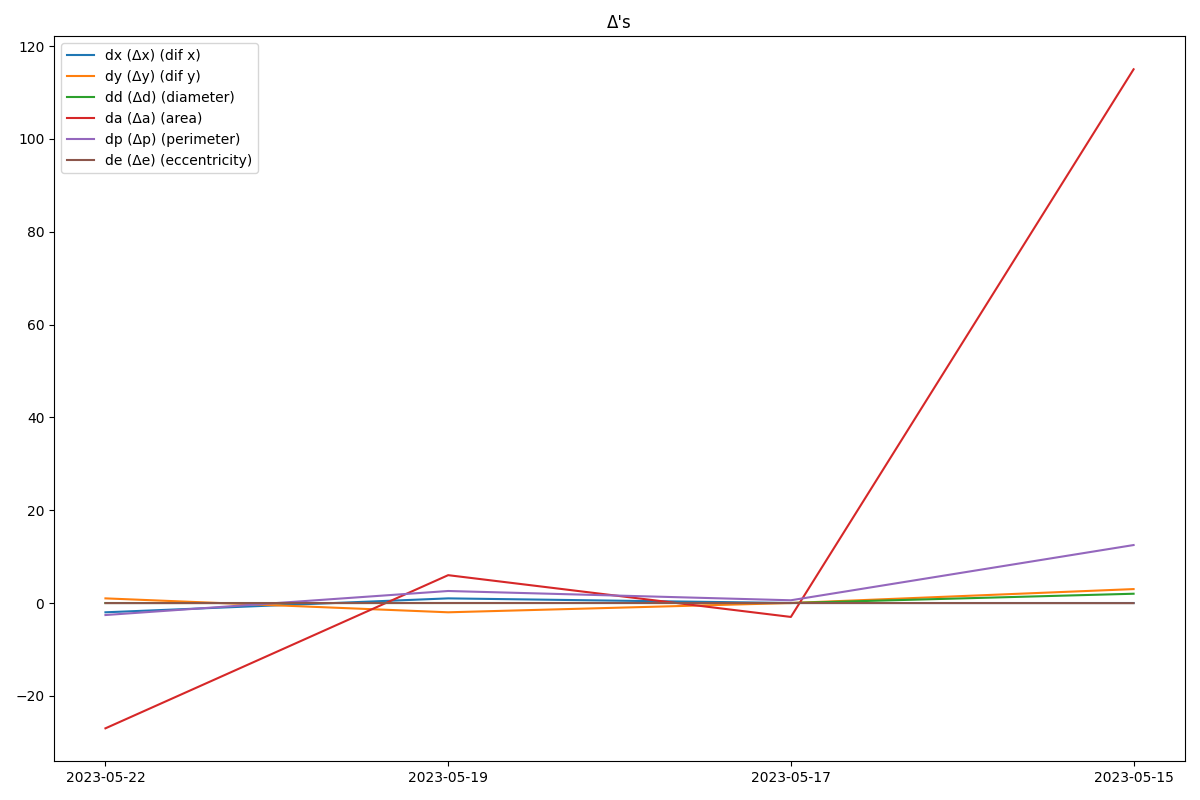 Δ's
dx (Δx) (dif x)
dy (Δy) (dif y)
dd (Δd) (diameter)
da (Δa) (area)
dp (Δp) (perimeter)
de (Δe) (eccentricity)
120
100
80
60
40
20
0
−20
2023-05-22 2023-05-19 2023-05-17 2023-05-15